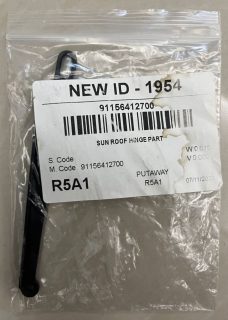 NEW ID - 1954
91156412700
SUN ROOF HINGE PART
S. Code
M. Code 91156412700
R5A1
PUTAWAY
R5A1